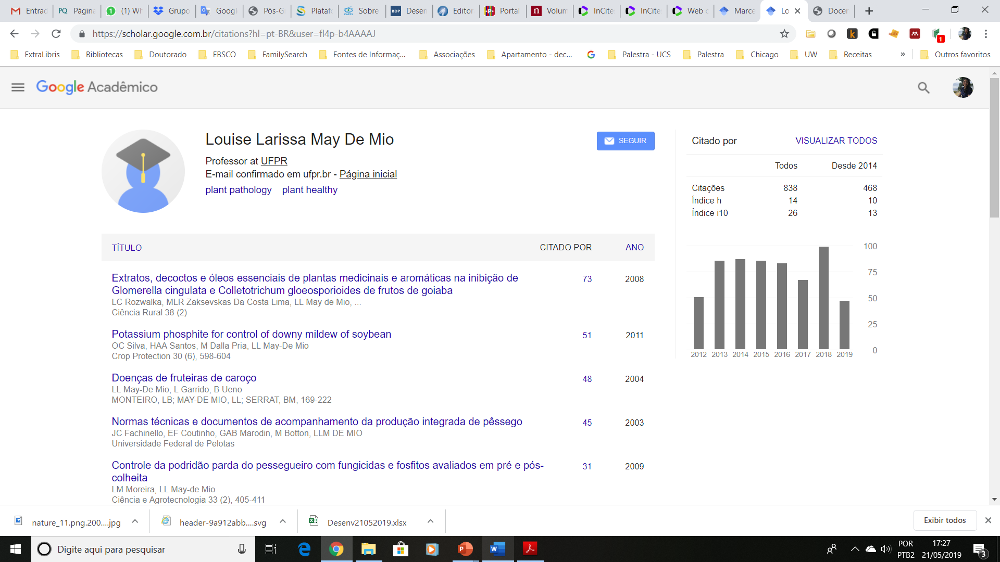 Entrad
PQ Página
(1) Wh
Grupo
Googl
Pós-G
Platafo
CAPES Sobre
BDP Desen
Editor
Portal
n Volum
InCite
InCite
Web o
Marce
Lo
Docen
https://scholar.google.com.br/citations?hl=pt-BR&user=fl4p-b4AAAAJ
1
ExtraLibris Bibliotecas Doutorado EBSCO FamilySearch Fontes de Informaç... Associações Apartamento - dec... Palestra - UCS Palestra Chicago UW Receitas » Outros favoritos
Google Acadêmico
Louise Larissa May De Mio
SEGUIR
Professor at UFPR
E-mail confirmado em ufpr.br - Página inicial
plant pathology plant healthy
Citado por VISUALIZAR TODOS
Todos Desde 2014
Citações 838 468
Índice h 14 10
Índice i10 26 13
100
75
50
25
0
2012 2013 2014 2015 2016 2017 2018 2019
TÍTULO CITADO POR ANO
Extratos, decoctos e óleos essenciais de plantas medicinais e aromáticas na inibição de 73 2008
Glomerella cingulata e Colletotrichum gloeosporioides de frutos de goiaba
LC Rozwalka, MLR Zaksevskas Da Costa Lima, LL May de Mio, ...
Ciência Rural 38 (2)
Potassium phosphite for control of downy mildew of soybean 51 2011
OC Silva, HAA Santos, M Dalla Pria, LL May-De Mio
Crop Protection 30 (6), 598-604
Doenças de fruteiras de caroço 48 2004
LL May-De Mio, L Garrido, B Ueno
MONTEIRO, LB; MAY-DE MIO, LL; SERRAT, BM, 169-222
Normas técnicas e documentos de acompanhamento da produção integrada de pêssego 45 2003
JC Fachinello, EF Coutinho, GAB Marodin, M Botton, LLM DE MIO
Universidade Federal de Pelotas
Controle da podridão parda do pessegueiro com fungicidas e fosfitos avaliados em pré e pós- 31 2009
colheita
LM Moreira, LL May-de Mio
Ciência e Agrotecnologia 33 (2), 405-411
nature_11.png.200....jpg header-9a912abb....svg Desenv21052019.xlsx Exibir todos
Digite aqui para pesquisar
POR 17:27
PTB2 21/05/2019 3